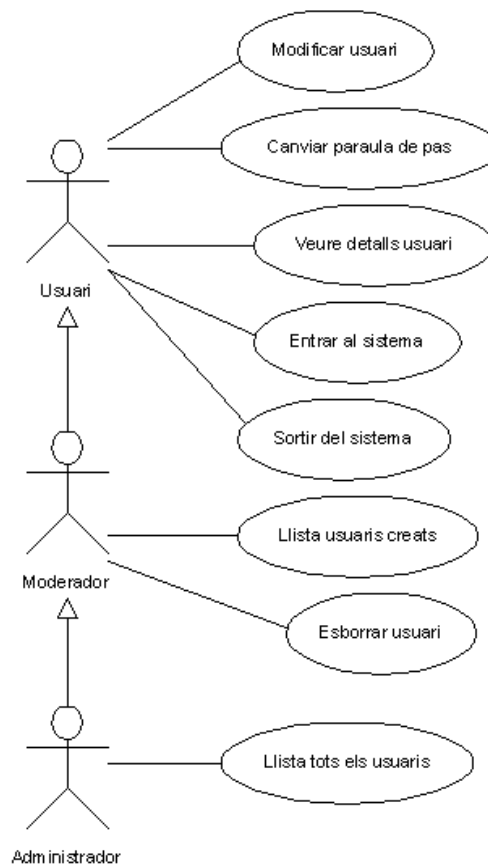 Modificar usuari
Canviar paraula de pas
Veure detalls usuari
Usuari
Entrar al sistema
Sortir del sistema
Llista usuaris creats
Moderador
Esborrar usuari
Llista tots els usuaris
Administrador